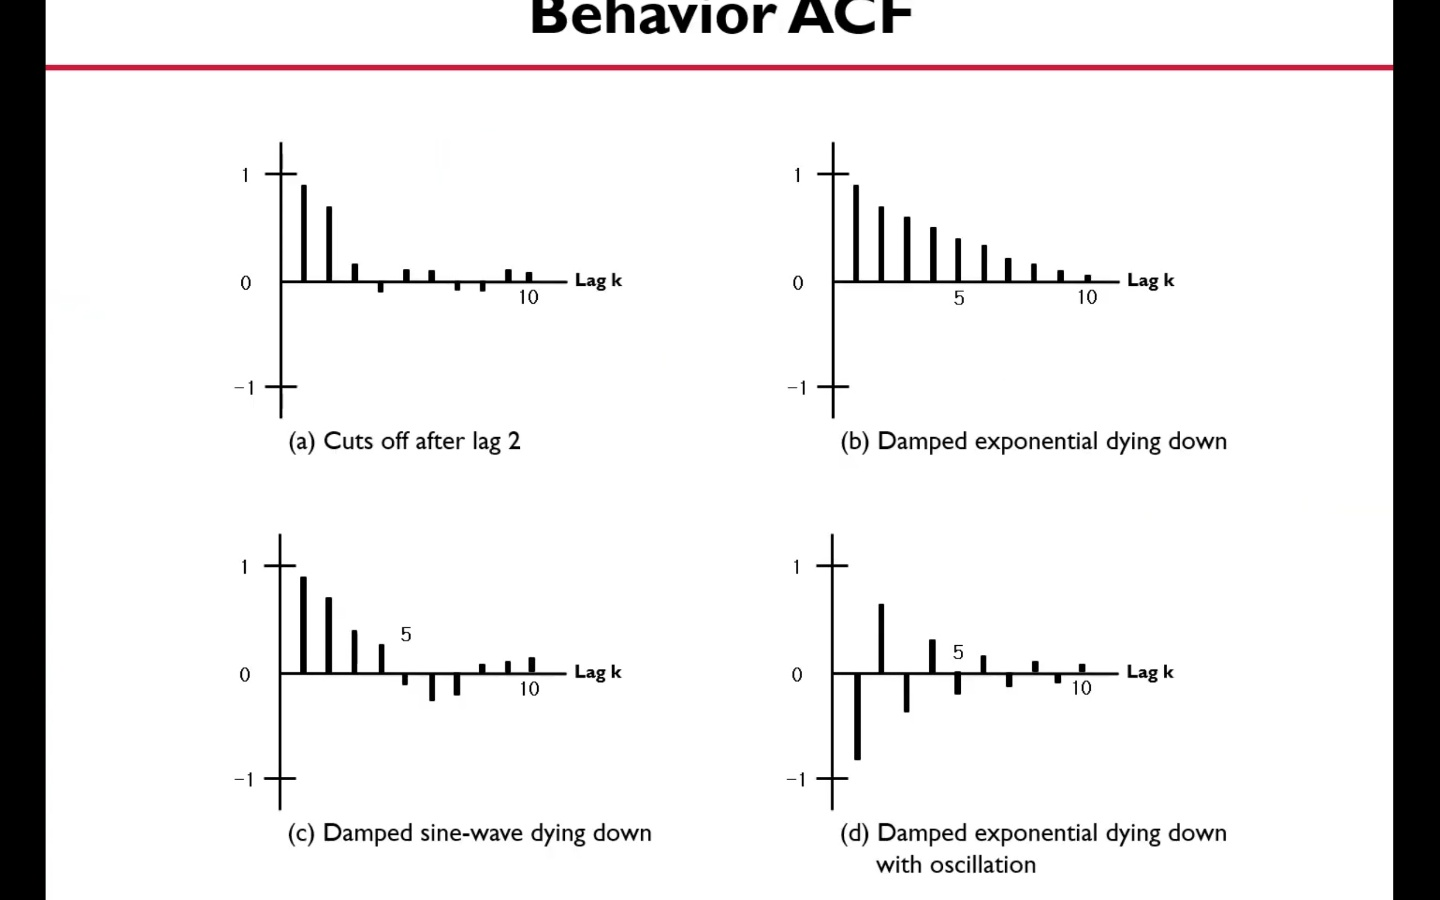 Behavior ACF
1
0
Lag k
10
−1
(a) Cuts off after lag 2
1
0
Lag k
5
10
−1
(b) Damped exponential dying down
1
5
0
Lag k
10
−1
(c) Damped sine-wave dying down
1
5
0
Lag k
10
−1
(d) Damped exponential dying down
with oscillation